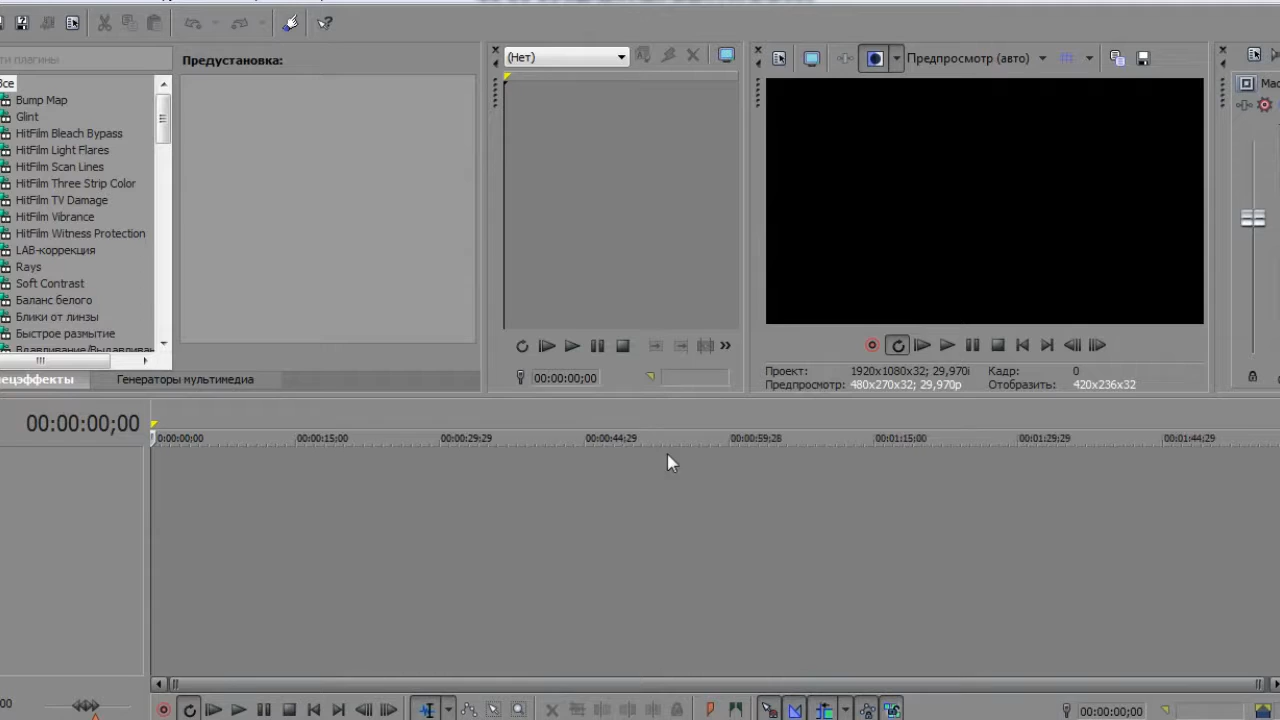 ти плагины
Все
Bump Map
Glint
HitFilm Bleach Bypass
HitFilm Light Flares
HitFilm Scan Lines
HitFilm Three Strip Color
HitFilm TV Damage
HitFilm Vibrance
HitFilm Witness Protection
LAB-коррекция
Rays
Soft Contrast
Баланс белого
Блики от линзы
Быстрое размытие
Вдавливание/Выдавливан
Предустановка:
пецэффекты
Генераторы мультимедиа
(Нет)
00:00:00;00
Предпросмотр (авто)
Проект: 1920x1080x32; 29,970i
Кадр: 0
Предпросмотр: 480x270x32; 29,970p
Отобразить: 420x236x32
Мас
00:00:00;00
00:00:00;00
00:00:15;00
00:00:29;29
00:00:44;29
00:00:59;28
00:01:15;00
00:01:29;29
00:01:44;29
00
00:00:00;00